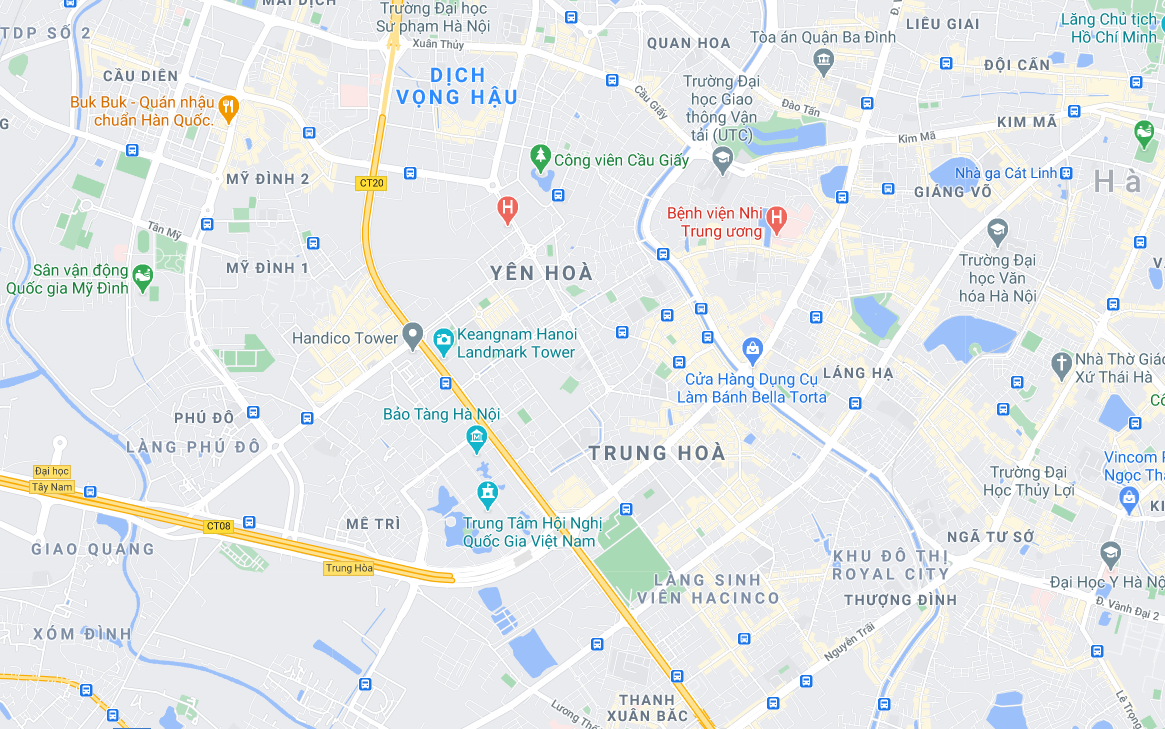 MAI DỊCH
Trường Đại học
Sư phạm Hà Nội
Xuân Thủy
TDP SỐ 2
CẦU DIỄN
DỊCH
VỌNG HẬU
QUAN HOA
Tòa án Quận Ba Đình
LIỄU GIAI
Lăng Chủ tịch
Hồ Chí Minh
ĐỘI CẤN
Buk Buk - Quán nhậu
chuẩn Hàn Quốc.
Cầu Giấy
Trường Đại
học Giao
thông Vận
tải (UTC)
Đào Tấn
Kim Mã
KIM MÃ
Công viên Cầu Giấy
CT20
MỸ ĐÌNH 2
Nhà ga Cát Linh
GIẢNG VÕ
Hà
Bệnh viện Nhi
Trung ương
Tân Mỹ
Sân vận động
Quốc gia Mỹ Đình
MỸ ĐÌNH 1
YÊN HOÀ
Trường Đại
học Văn
hóa Hà Nội
Handico Tower
Keangnam Hanoi
Landmark Tower
Cửa Hàng Dụng Cụ
Làm Bánh Bella Torta
LÁNG HẠ
Nhà Thờ Giáo
Xứ Thái Hà
PHÚ ĐÔ
LÀNG PHÚ ĐÔ
Bảo Tàng Hà Nội
TRUNG HOÀ
Đại học
Tây Nam
Trường Đại
Học Thủy Lợi
Vincom
Ngọc
CT08
MỄ TRÌ
Trung Tâm Hội Nghị
Quốc Gia Việt Nam
GIAO QUANG
Trung Hòa
NGÃ TƯ SỞ
KHU ĐÔ THỊ
ROYAL CITY
LÀNG SINH
VIÊN HACINCO
THƯỢNG ĐÌNH
Đại Học Y Hà Nội
Đ. Vành Đai 2
XÓM ĐÌNH
Nguyễn Trãi
THANH
XUÂN BẮC
Lương Thế
Lê Trọng